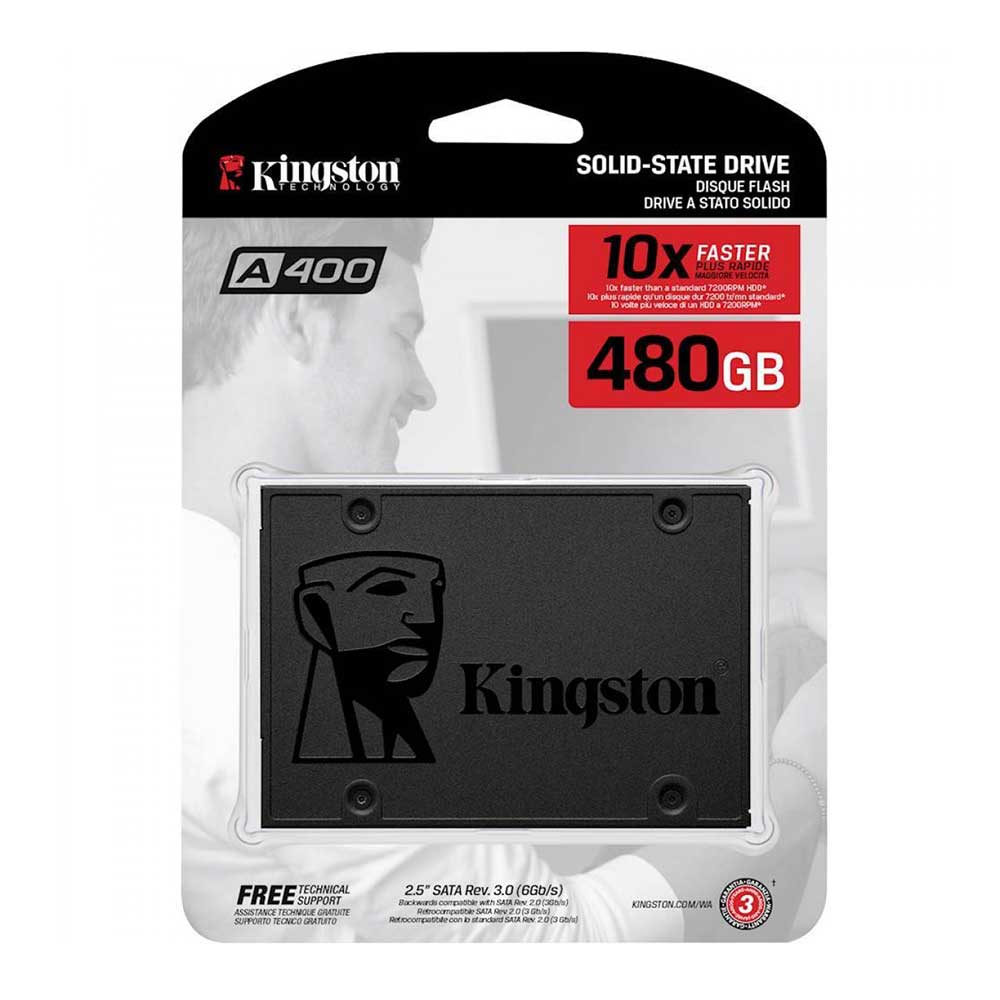 Kingston
TECHNOLOGY
SOLID-STATE DRIVE
DISQUE FLASH
DRIVE A STATO SOLIDO
A400
10x FASTER
PLUS RAPIDE
MAGGIORE VELOCITÀ
10x faster than a standard 7200RPM HDD*
10x plus rapide qu'un disque dur 7200 tr/mn standard*
10 volte più veloce di un HDD a 7200RPM*
480GB
Kingston®
FREE TECHNICAL SUPPORT
ASSISTANCE TECHNIQUE GRATUITE
SUPPORTO TECNICO GRATUITO
2.5" SATA Rev. 3.0 (6Gb/s)
Backwards compatible with SATA Rev. 2.0 (3Gb/s)
Rétrocompatible SATA Rev. 2.0 (3 Gb/s)
Retrocompatibile con lo standard SATA Rev. 2.0 (3 Gb/s)
KINGSTON.COM/WA
3
†